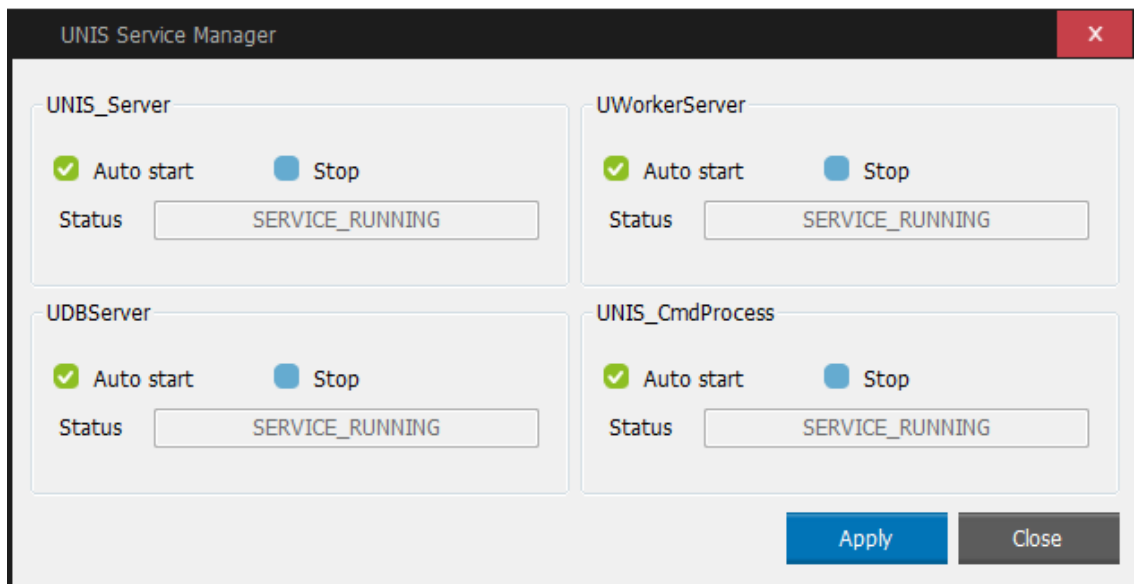 UNIS Service Manager
x
UNIS_Server
Auto start Stop
Status SERVICE_RUNNING
UWorkerServer
Auto start Stop
Status SERVICE_RUNNING
UDBServer
Auto start Stop
Status SERVICE_RUNNING
UNIS_CmdProcess
Auto start Stop
Status SERVICE_RUNNING
Apply Close